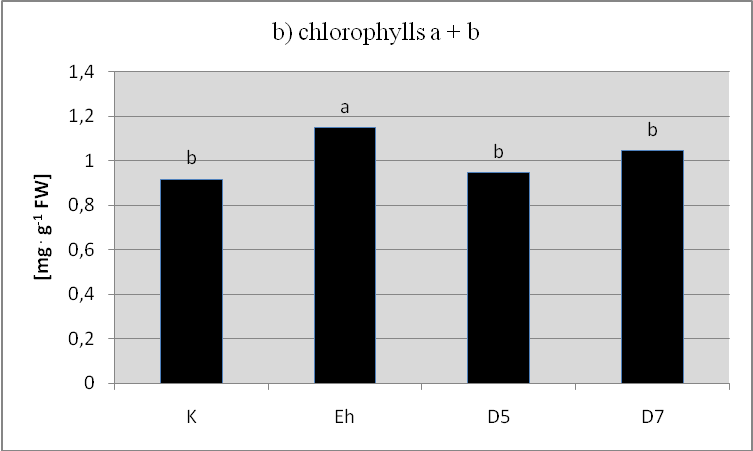 b) chlorophylls a + b
[mg · g-¹ FW]
1,4
1,2
1
0,8
0,6
0,4
0,2
0
b
a
b
b
K Eh D5 D7